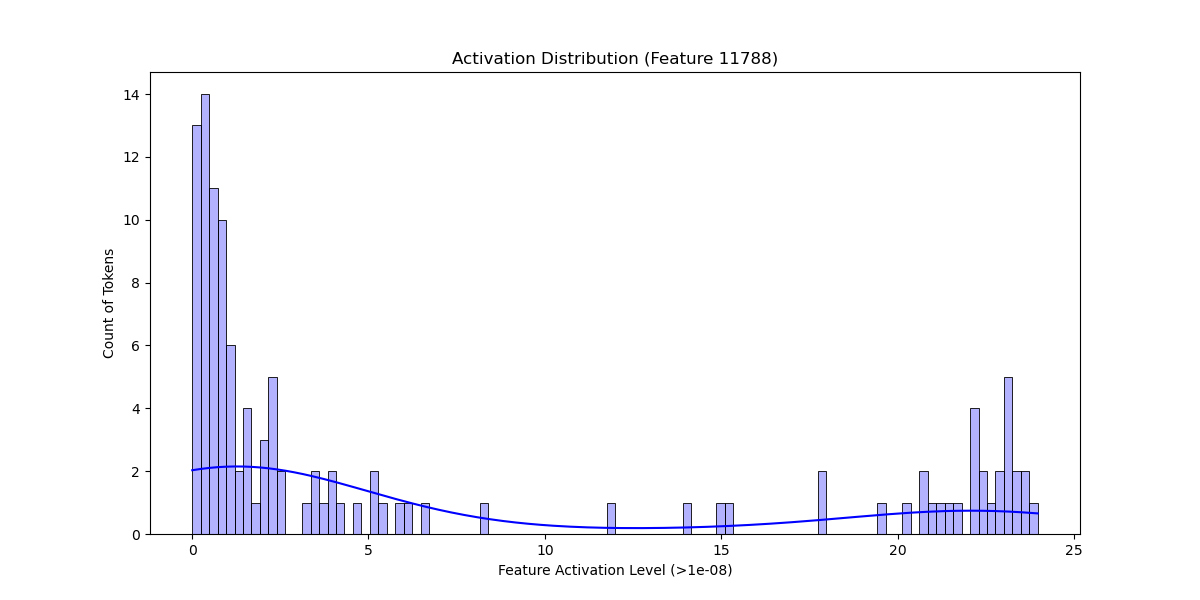 Activation Distribution (Feature 11788)
14
12
10
8
6
4
2
0
Count of Tokens
0 5 10 15 20 25
Feature Activation Level (>1e-08)